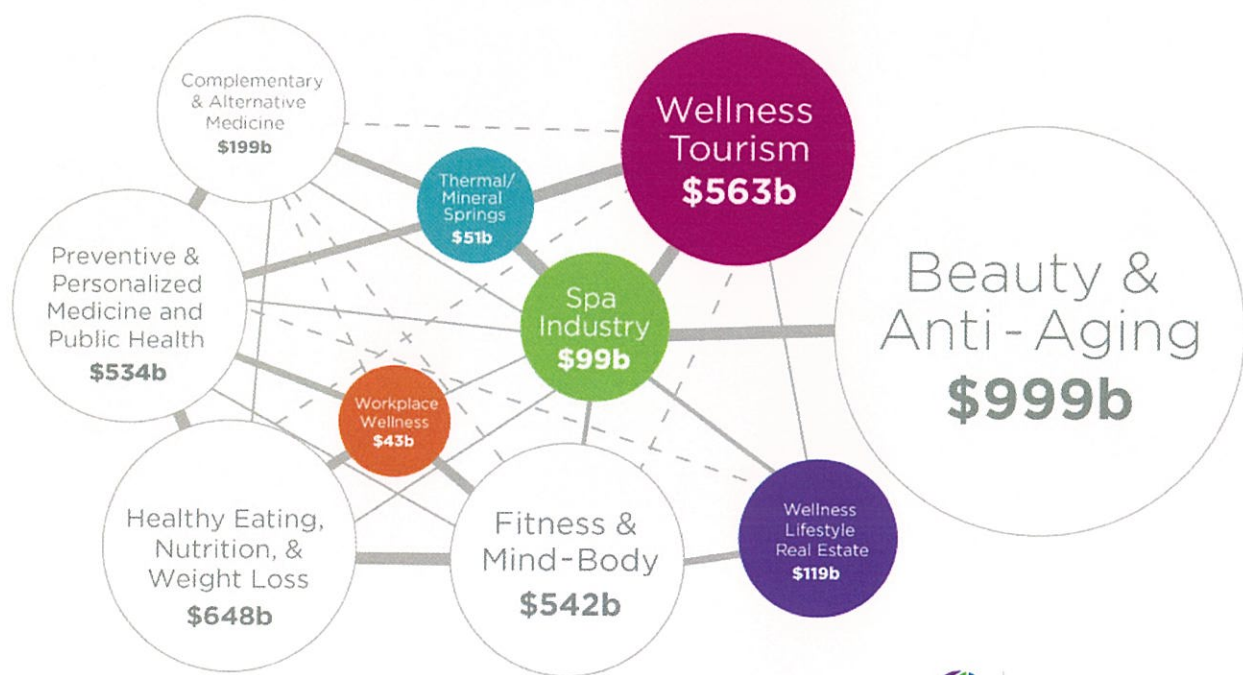 Complementary
& Alternative
Medicine
$199b
Wellness
Tourism
$563b
Thermal/
Mineral
Springs
$51b
Preventive &
Personalized
Medicine and
Public Health
$534b
Spa
Industry
$99b
Beauty &
Anti-Aging
$999b
Workplace
Wellness
$43b
Healthy Eating,
Nutrition, &
Weight Loss
$648b
Fitness &
Mind-Body
$542b
Wellness
Lifestyle
Real Estate
$119b